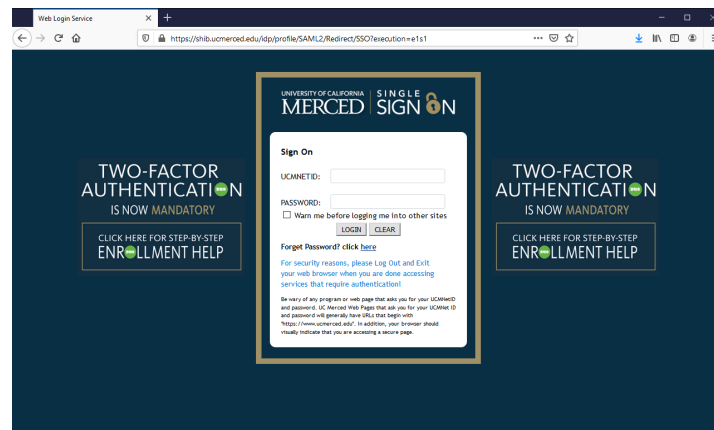 Web Login Service
https://shib.ucmerced.edu/idp/profile/SAML2/Redirect/SSO?execution=e1s1
UNIVERSITY OF CALIFORNIA
MERCED
SINGLE
SIGN ON
TWO-FACTOR
AUTHENTICATION
IS NOW MANDATORY
CLICK HERE FOR STEP-BY-STEP
ENROLLMENT HELP
Sign On
UCMNETID:
PASSWORD:
Warn me before logging me into other sites
LOGIN CLEAR
Forget Password? click here
For security reasons, please Log Out and Exit
your web browser when you are done accessing
services that require authentication!
Be wary of any program or web page that asks you for your UCMNetID
and password. UC Merced Web Pages that ask you for your UCMNet ID
and password will generally have URLs that begin with
"https://www.ucmerced.edu". In addition, your browser should
visually indicate that you are accessing a secure page.
TWO-FACTOR
AUTHENTICATION
IS NOW MANDATORY
CLICK HERE FOR STEP-BY-STEP
ENROLLMENT HELP